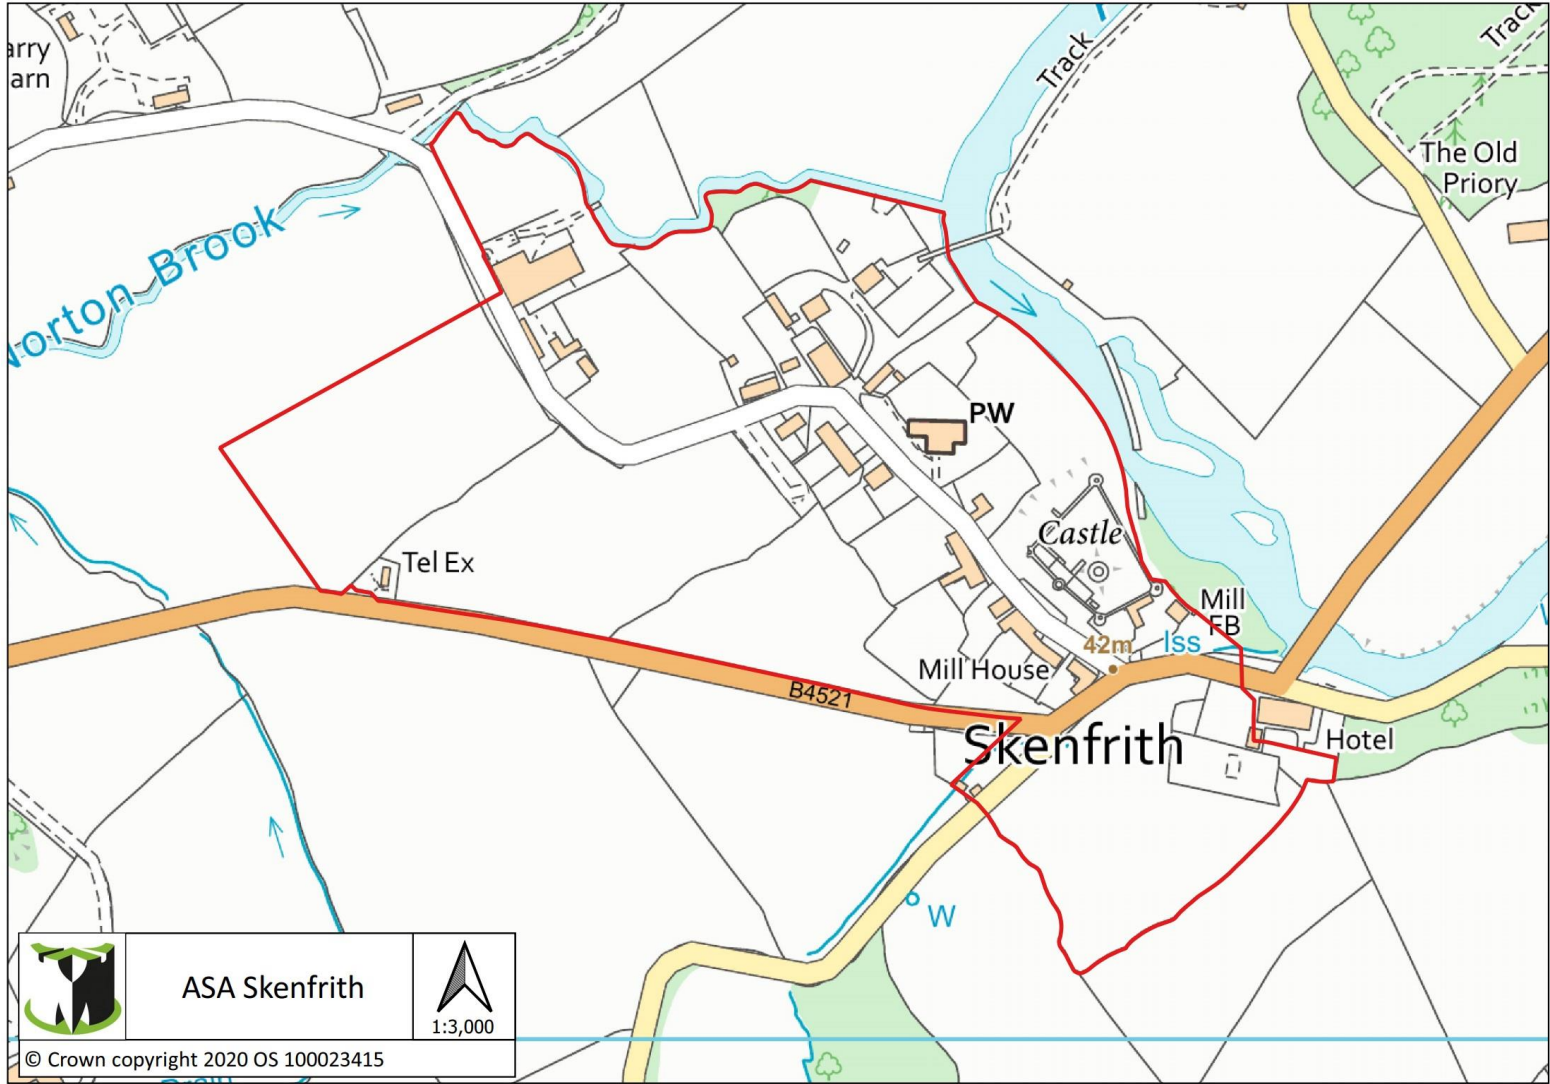 Track
Track
arry
arn
The Old
Priory
Norton Brook
PW
Castle
Tel Ex
Mill
FB
Iss
42m
Mill House
B4521
Skenfrith
Hotel
W
ASA Skenfrith
1:3,000
© Crown copyright 2020 OS 100023415